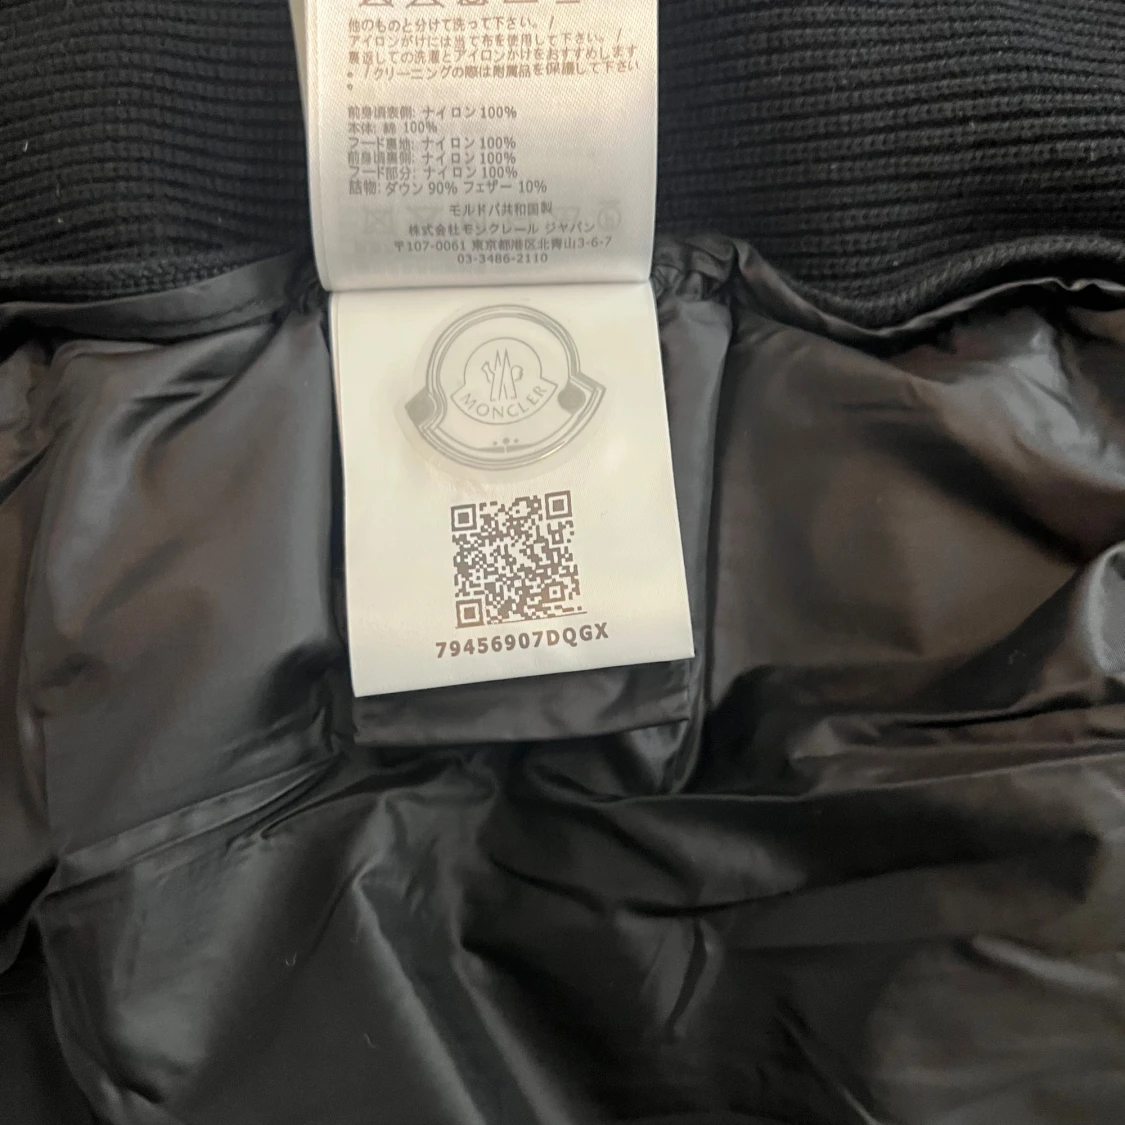 他のものと分けて洗って下さい。 /
アイロンがけには当て布を使用して下さい。 /
裏返しての洗濯とアイロンがけをおすすめします
。 / クリーニングの際は附属品を保護して下さい
。
前身頃表側: ナイロン 100%
本体: 綿 100%
フード裏地: ナイロン 100%
前身頃裏側: ナイロン 100%
フード部分: ナイロン 100%
詰物: ダウン 90% フェザー 10%
モルドバ共和国製
株式会社モンクレール ジャパン
〒107-0061 東京都港区北青山3-6-7
03-3486-2110
MONCLER
79456907DQGX